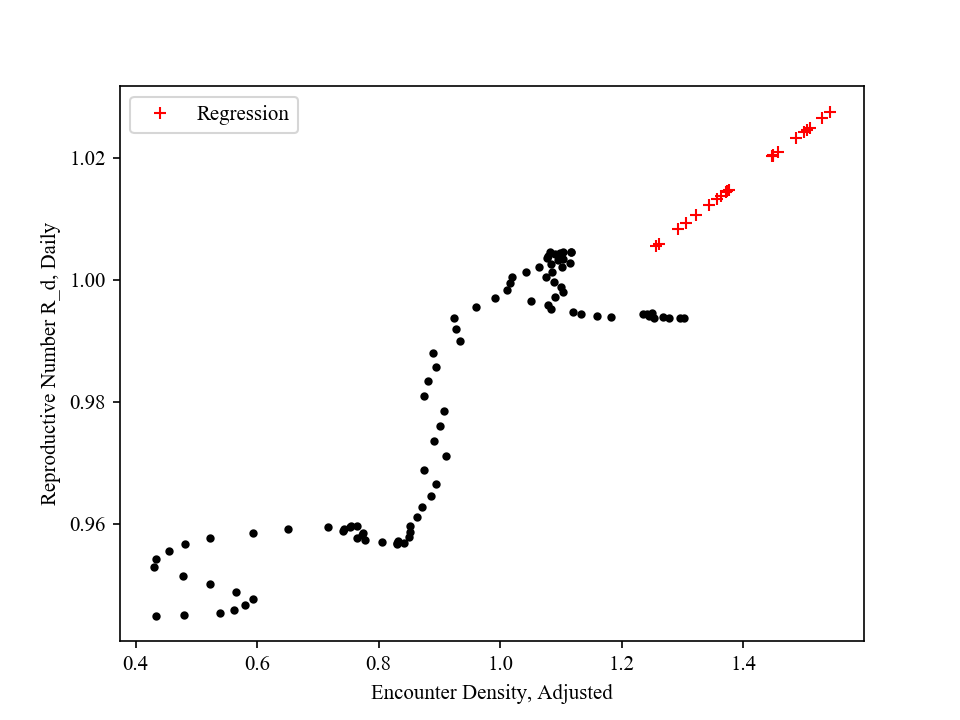 Regression
1.02
1.00
0.98
0.96
Reproductive Number R_d, Daily
0.4 0.6 0.8 1.0 1.2 1.4
Encounter Density, Adjusted